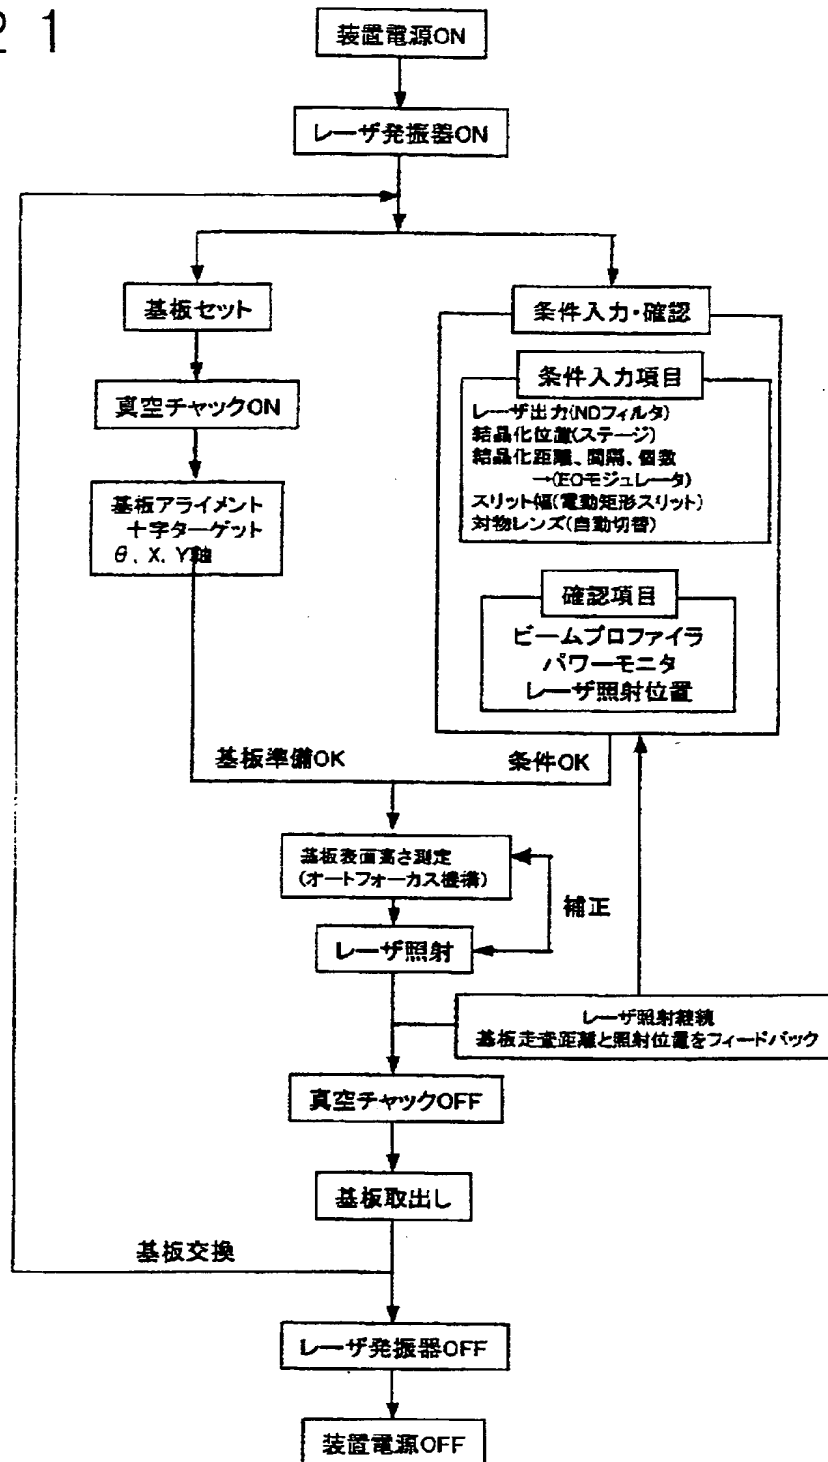 2 1
装置電源ON
レーザ発振器ON
基板セット
真空チャックON
基板アライメント
十字ターゲット
θ、X、Y軸
条件入力・確認
条件入力項目
レーザ出力(NDフィルタ)
結晶化位置(ステージ)
結晶化距離、間隔、個数
→(EOモジュレータ)
スリット幅(電動矩形スリット)
対物レンズ(自動切替)
確認項目
ビームプロファイラ
パワーモニタ
レーザ照射位置
基板準備OK
条件OK
基板表面高さ測定
(オートフォーカス機構)
補正
レーザ照射
レーザ照射継続
基板走査距離と照射位置をフィードバック
真空チャックOFF
基板取出し
基板交換
レーザ発振器OFF
装置電源OFF